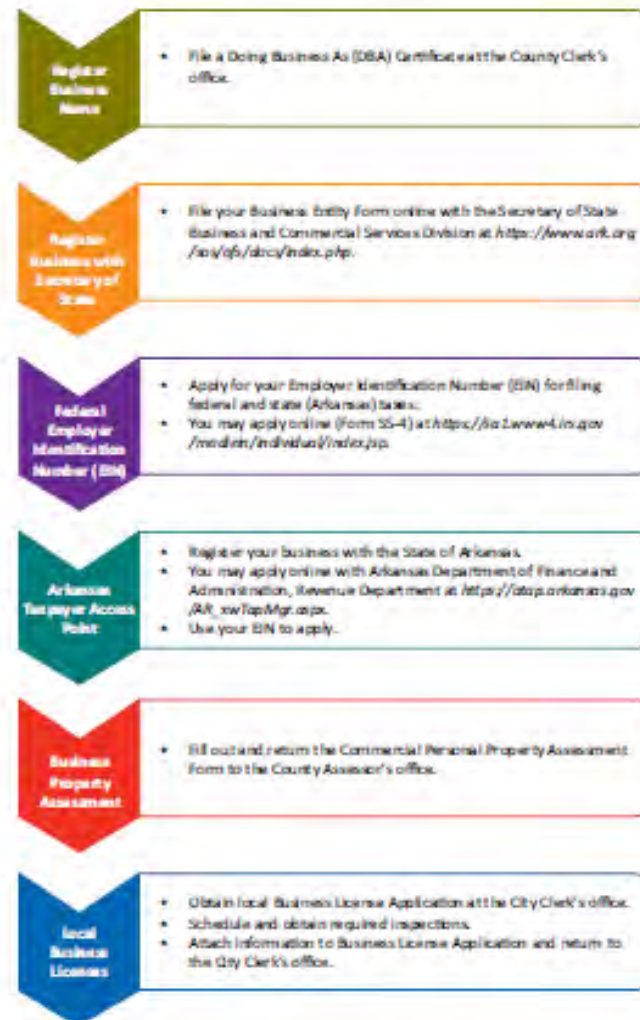 Register
Business
Name
• File a Doing Business As (DBA) Certificate at the County Clerk's
office.
Register
Business with
Secretary of
State
• File your Business Entity Form online with the Secretary of State
Business and Commercial Services Division at https://www.ark.org
/sos/ofs/docs/index.php.
Federal
Employer
Identification
Number (EIN)
• Apply for your Employer Identification Number (EIN) for filing
federal and state (Arkansas) taxes.
• You may apply online (Form SS-4) at https://sa1.www4.irs.gov
/modiein/individual/index.jsp.
Arkansas
Taxpayer Access
Point
• Register your business with the State of Arkansas.
• You may apply online with Arkansas Department of Finance and
Administration, Revenue Department at https://atap.arkansas.gov
/AR_xwTapMgr.aspx.
• Use your EIN to apply.
Business
Property
Assessment
• Fill out and return the Commercial Personal Property Assessment
Form to the County Assessor's office.
Local
Business
Licenses
• Obtain local Business License Application at the City Clerk's office.
• Schedule and obtain required inspections.
• Attach information to Business License Application and return to
the City Clerk's office.